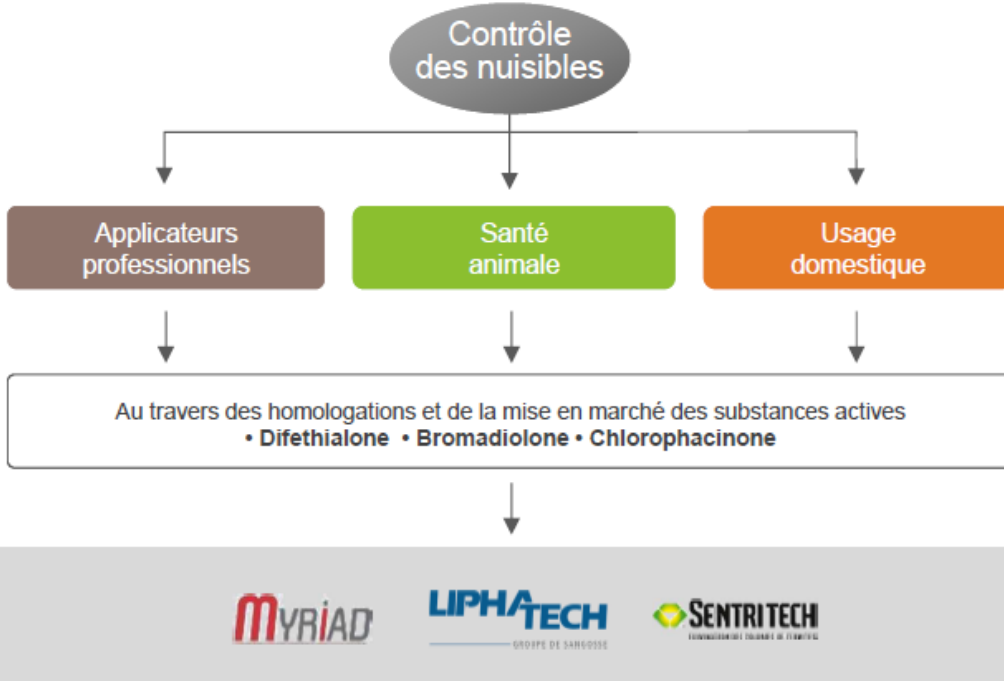 Contrôle
des nuisibles
Applicateurs
professionnels
Santé
animale
Usage
domestique
Au travers des homologations et de la mise en marché des substances actives
• Difethialone • Bromadiolone • Chlorophacinone
MYRIAD
LIPHATECH
GROUPE DE SANGOSSE
SENTRITECH